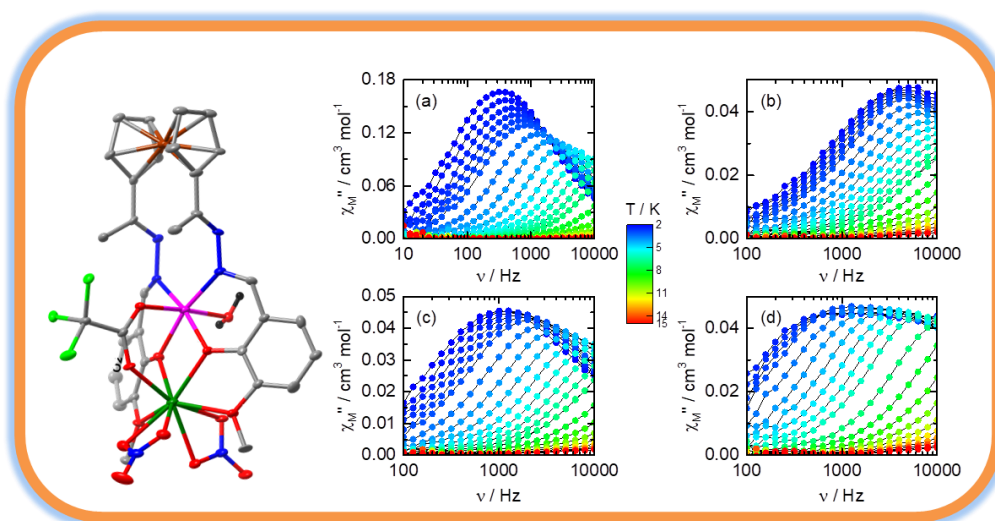 (a)
χM'' / cm³ mol⁻¹
0.18
0.12
0.06
0.00
10 100 1000 10000
ν / Hz
(b)
χM'' / cm³ mol⁻¹
0.04
0.02
0.00
100 1000 10000
ν / Hz
T / K
2
5
8
11
14
15
(c)
χM'' / cm³ mol⁻¹
0.05
0.04
0.03
0.02
0.01
0
100 1000 10000
ν / Hz
(d)
χM'' / cm³ mol⁻¹
0.04
0.02
0.00
100 1000 10000
ν / Hz